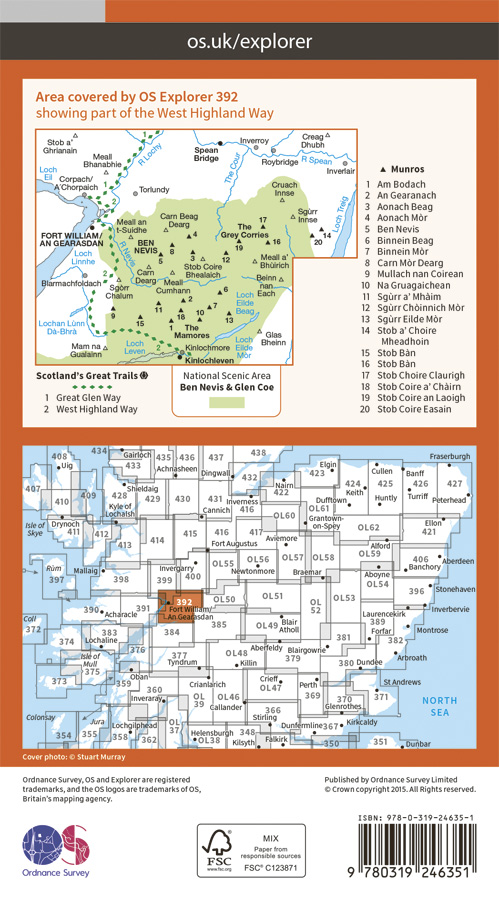 os.uk/explorer
Area covered by OS Explorer 392
showing part of the West Highland Way
Stob a'
Ghrianain
Meall
Bhanabhie
R Lochy
Spean
Bridge
Inverroy
Creag
Dhubh
Roybridge
R Spean
Inverlair
Loch
Eil
Corpach/
A'Chorpaich
Torlundy
The Cour
Cruach
Innse
Sgùrr
Innse
Loch Treig
FORT WILLIAM/
AN GEARASDAN
Meall an
t-Suidhe
Carn Beag
Dearg
BEN
NEVIS
The
Grey Corries
Stob Coire
Bhealaich
Meall a'
Bhùirich
Loch
Linnhe
R Nevis
Carn
Dearg
Meall
Cumhann
Beinn
na
Each
Blarmachfoldach
Sgòrr
Chalum
Loch
Eilde
Beag
Lochan Lùnn
Dà-Bhrà
The
Mamores
Mam na
Gualainn
Loch
Leven
Kinlochmore
Kinlochleven
Loch
Eilde
Mòr
Glas
Bheinn
Scotland's Great Trails
1 Great Glen Way
2 West Highland Way
National Scenic Area
Ben Nevis & Glen Coe
Munros
1 Am Bodach
2 An Gearanach
3 Aonach Beag
4 Aonach Mòr
5 Ben Nevis
6 Binnein Beag
7 Binnein Mòr
8 Carn Mòr Dearg
9 Mullach nan Coirean
10 Na Gruagaichean
11 Sgùrr a' Mhàim
12 Sgùrr Chòinnich Mòr
13 Sgùrr Eilde Mòr
14 Stob a' Choire
Mheadhoin
15 Stob Bàn
16 Stob Bàn
17 Stob Choire Claurigh
18 Stob Coire a' Chàirn
19 Stob Coire an Laoigh
20 Stob Coire Easain
408 434 Gairloch 435 436 437 438 Elgin Cullen Banff Fraserburgh
Uig 433 Achnasheen Dingwall 423 424 425 426 427
Shieldaig Nairn Keith Turriff
407 410 409 428 429 430 431 Inverness 422 Dufftown Huntly Peterhead
Kyle of
Lochalsh Cannich OL60 OL61
Isle of
Skye Drynoch 411 412 413 414 415 416 417 Grantown-
on-Spey OL62 Ellon
421
Fort Augustus Aviemore Alford
OL59
Rùm
397 Mallaig 398 Invergarry 399 400 OL55 OL56 Newtonmore OL57 OL58 Braemar Aboyne
OL54 406 Banchory Aberdeen
396 Stonehaven
390 Acharacle 391 392 OL50 OL51 OL
52 OL53 Inverbervie
Fort William/
An Gearasdan
Coll
372 374 383 384 385 OL49 Blair
Atholl Laurencekirk
389
Forfar 382 Montrose
Lochaline 376 381
Isle of
Mull 377 OL48 Aberfeldy Blairgowrie Arbroath
373 375 Tyndrum Killin 380 Dundee
359 Oban Crianlarich Crieff
OL47 Perth
369 370 St Andrews
371
360 Inveraray OL
39 OL46 Callander 366 Glenrothes
367 Kirkcaldy
NORTH
SEA
Colonsay Jura Lochgilphead OL
37 Stirling Dunfermline
354 355 358 362 Helensburgh
OL38 348 Kilsyth Falkirk 350 351 Dunbar
Cover photo: © Stuart Murray
Ordnance Survey, OS and Explorer are registered
trademarks, and the OS logos are trademarks of OS,
Britain's mapping agency.
Published by Ordnance Survey Limited
© Crown copyright 2015. All Rights Reserved.
OS
Ordnance Survey
FSC
www.fsc.org
MIX
Paper from
responsible sources
FSC® C123871
ISBN: 978-0-319-24635-1
9 780319 246351